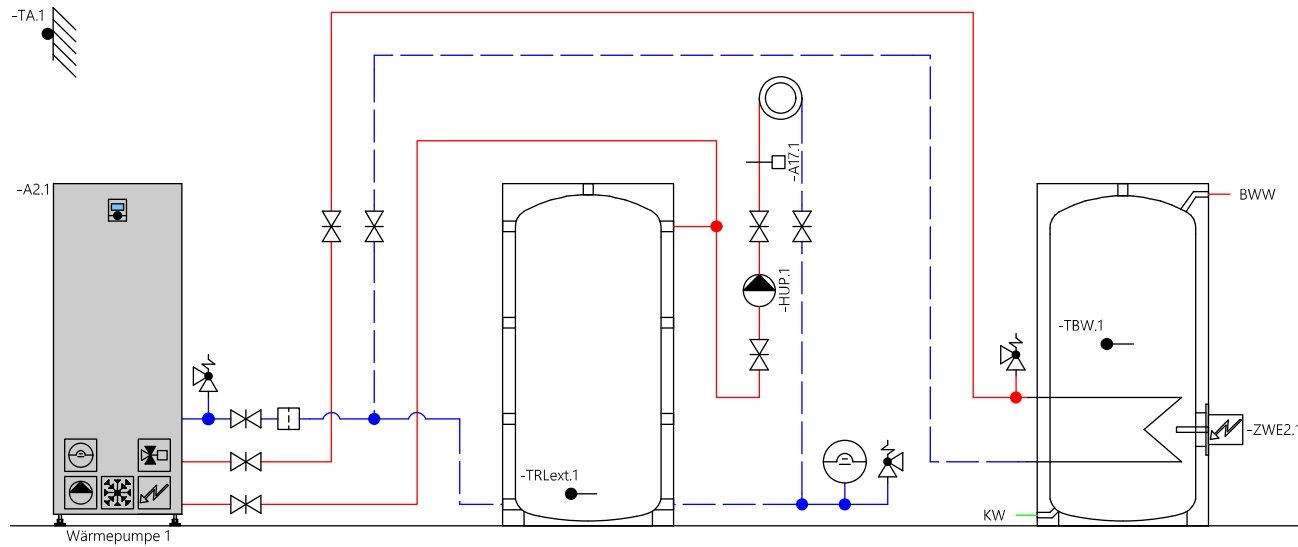 -TA.1
-A17.1
-A2.1
BWW
-HUP.1
-TBW.1
-ZWE2.1
-TRLext.1
KW
Wärmepumpe 1